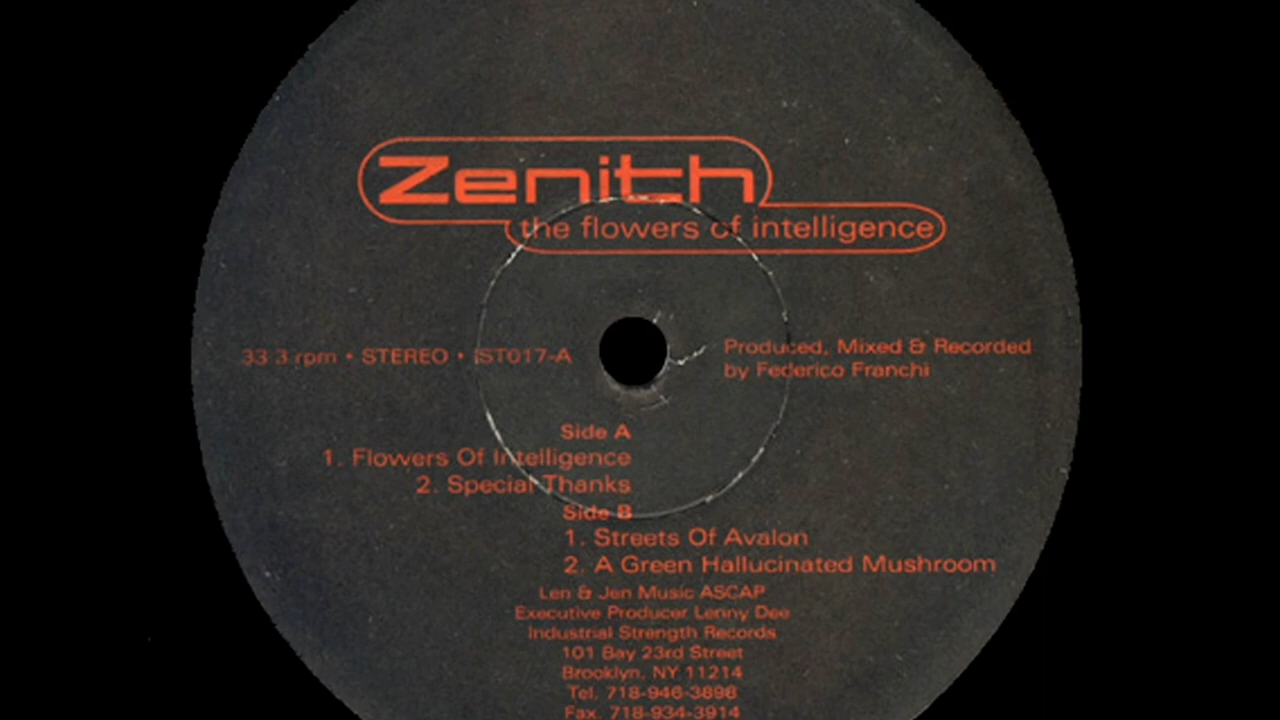 Zenith
the flowers of intelligence
33 3 rpm • STEREO • IST017-A
Produced, Mixed & Recorded
by Federico Franchi
Side A
1. Flowers Of Intelligence
2. Special Thanks
Side B
1. Streets Of Avalon
2. A Green Hallucinated Mushroom
Len & Jen Music ASCAP
Executive Producer Lenny Dee
Industrial Strength Records
101 Bay 23rd Street
Brooklyn, NY 11214
Tel. 718-946-3898
Fax. 718-934-3914